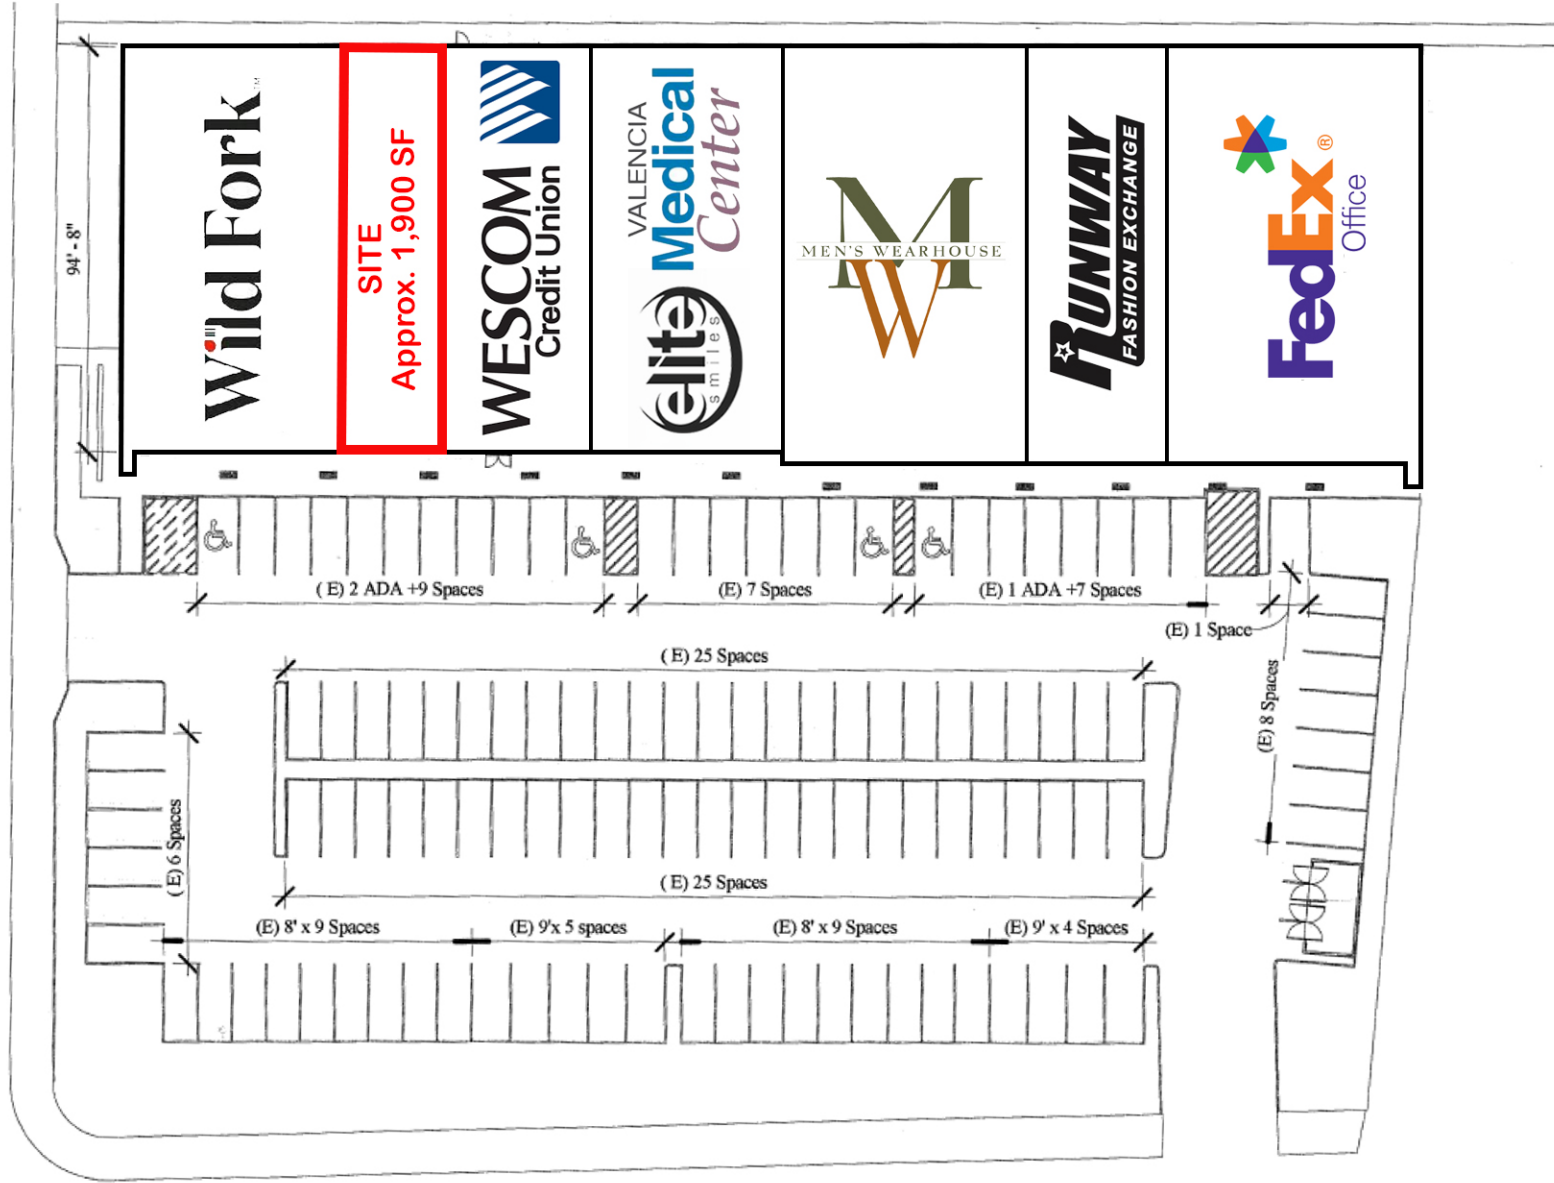 94' - 8"
Wild Fork™
SITE
Approx. 1,900 SF
WESCOM
Credit Union
VALENCIA
Medical
Center
elite
smiles
MW
MEN'S WEARHOUSE
RUNWAY
FASHION EXCHANGE
FedEx®
Office
( E) 2 ADA +9 Spaces
(E) 7 Spaces
(E) 1 ADA +7 Spaces
(E) 1 Space
( E) 25 Spaces
(E) 8 Spaces
( E) 6 Spaces
( E) 25 Spaces
(E) 8' x 9 Spaces
(E) 9'x 5 spaces
(E) 8' x 9 Spaces
(E) 9' x 4 Spaces